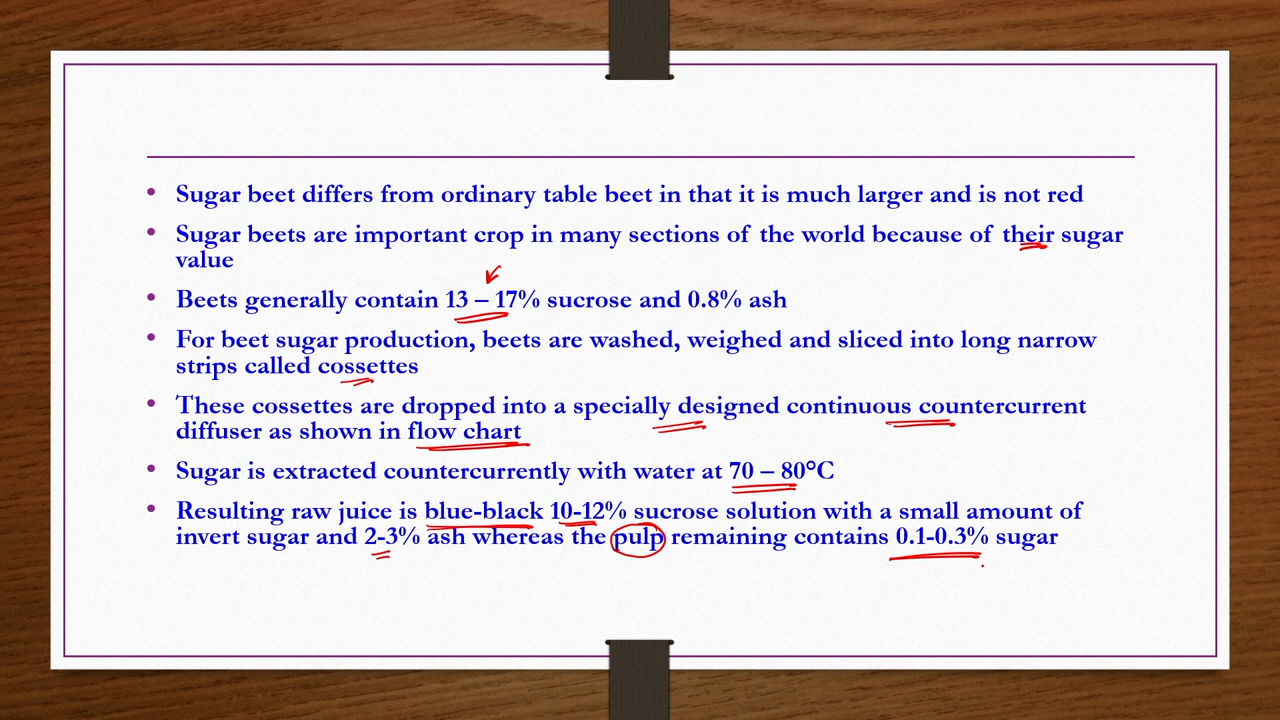 • Sugar beet differs from ordinary table beet in that it is much larger and is not red
• Sugar beets are important crop in many sections of the world because of their sugar
value
• Beets generally contain 13 – 17% sucrose and 0.8% ash
• For beet sugar production, beets are washed, weighed and sliced into long narrow
strips called cossettes
• These cossettes are dropped into a specially designed continuous countercurrent
diffuser as shown in flow chart
• Sugar is extracted countercurrently with water at 70 – 80°C
• Resulting raw juice is blue-black 10-12% sucrose solution with a small amount of
invert sugar and 2-3% ash whereas the pulp remaining contains 0.1-0.3% sugar